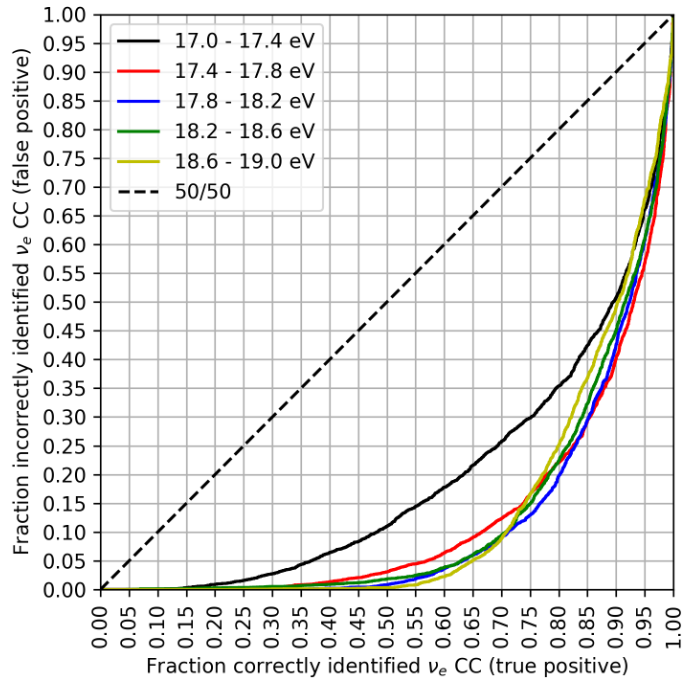 1.00
0.95
0.90
0.85
0.80
0.75
0.70
0.65
0.60
0.55
0.50
0.45
0.40
0.35
0.30
0.25
0.20
0.15
0.10
0.05
0.00
Fraction incorrectly identified νₑ CC (false positive)
17.0 - 17.4 eV
17.4 - 17.8 eV
17.8 - 18.2 eV
18.2 - 18.6 eV
18.6 - 19.0 eV
50/50
0.00 0.05 0.10 0.15 0.20 0.25 0.30 0.35 0.40 0.45 0.50 0.55 0.60 0.65 0.70 0.75 0.80 0.85 0.90 0.95 1.00
Fraction correctly identified νₑ CC (true positive)